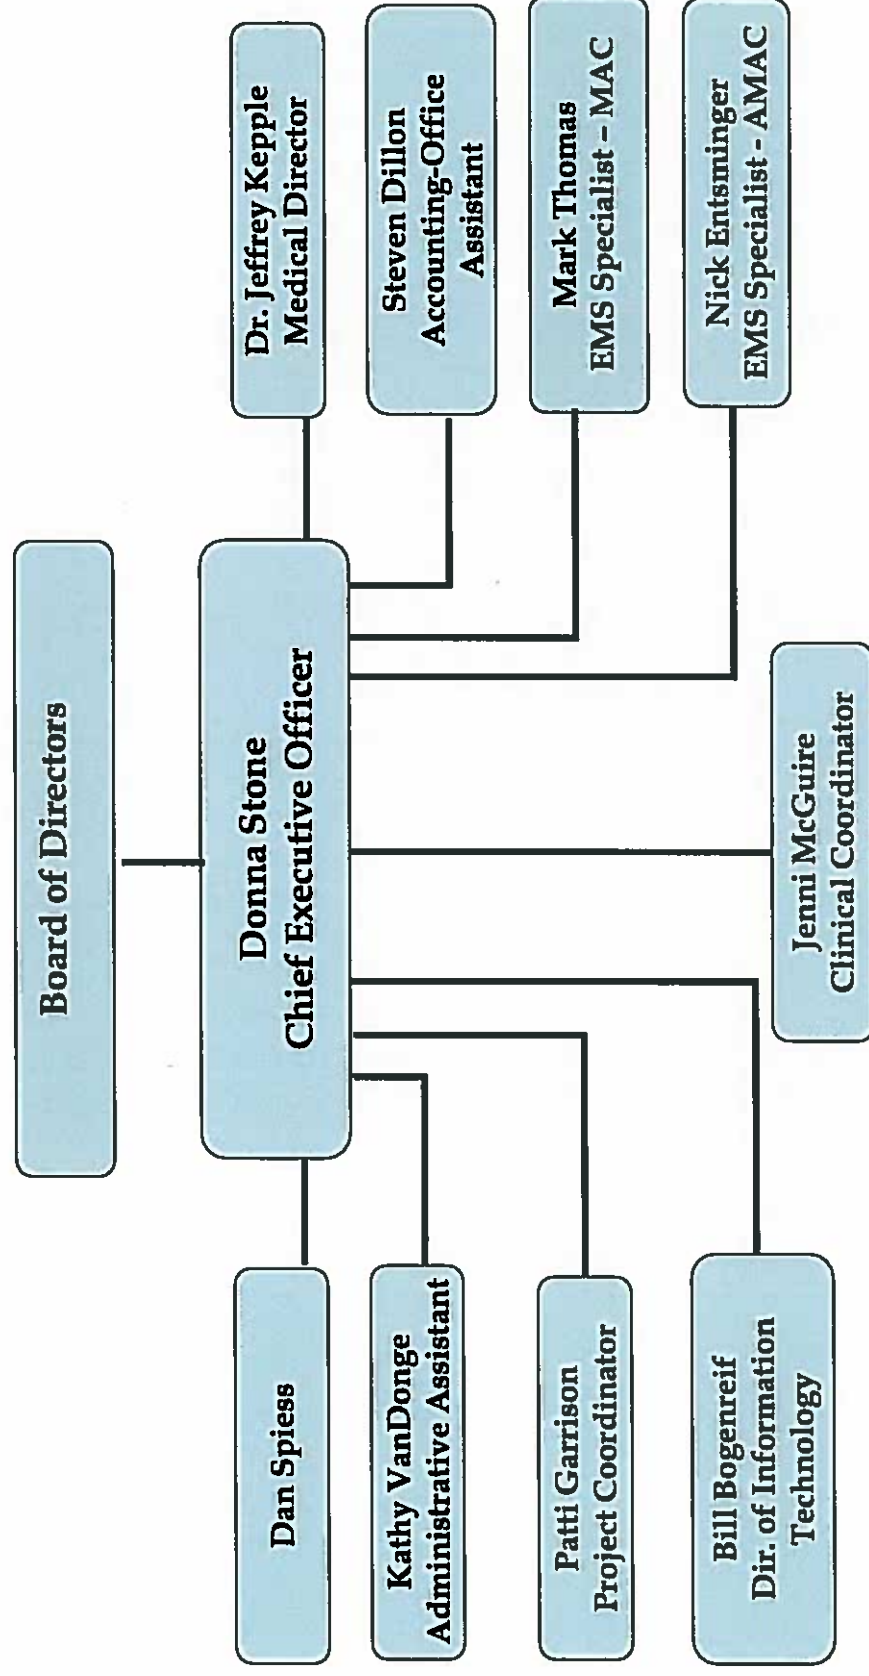 Board of Directors
Donna Stone
Chief Executive Officer
Dan Spiess
Kathy VanDonge
Administrative Assistant
Patti Garrison
Project Coordinator
Bill Bogenreif
Dir. of Information
Technology
Jenni McGuire
Clinical Coordinator
Dr. Jeffrey Kepple
Medical Director
Steven Dillon
Accounting-Office
Assistant
Mark Thomas
EMS Specialist – MAC
Nick Entsminger
EMS Specialist - AMAC